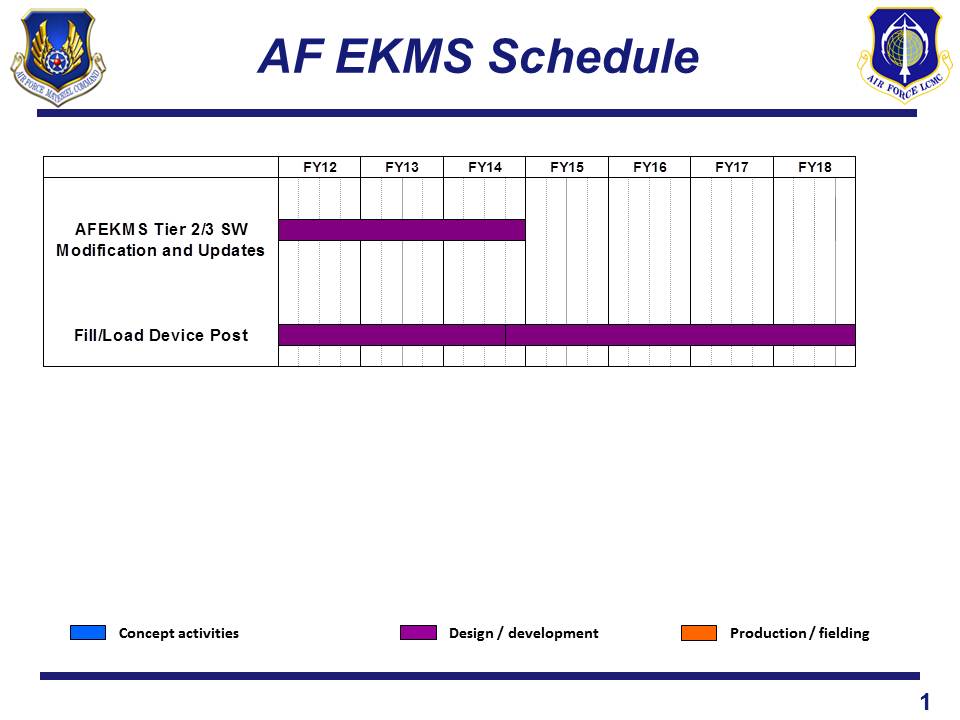 AF EKMS Schedule
AIR FORCE MATERIEL COMMAND
AIR FORCE LCMC
FY12 FY13 FY14 FY15 FY16 FY17 FY18
AFEKMS Tier 2/3 SW
Modification and Updates
Fill/Load Device Post
Concept activities Design / development Production / fielding
1